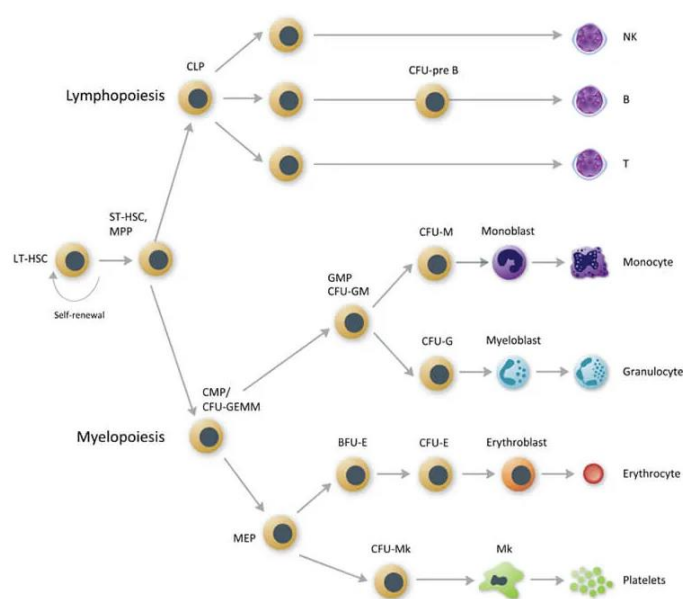 NK
CLP
CFU-pre B
Lymphopoiesis
B
T
ST-HSC,
MPP
CFU-M
Monoblast
LT-HSC
Monocyte
GMP
CFU-GM
Self-renewal
CFU-G
Myeloblast
Granulocyte
CMP/
CFU-GEMM
Myelopoiesis
BFU-E
CFU-E
Erythroblast
Erythrocyte
MEP
CFU-Mk
Mk
Platelets